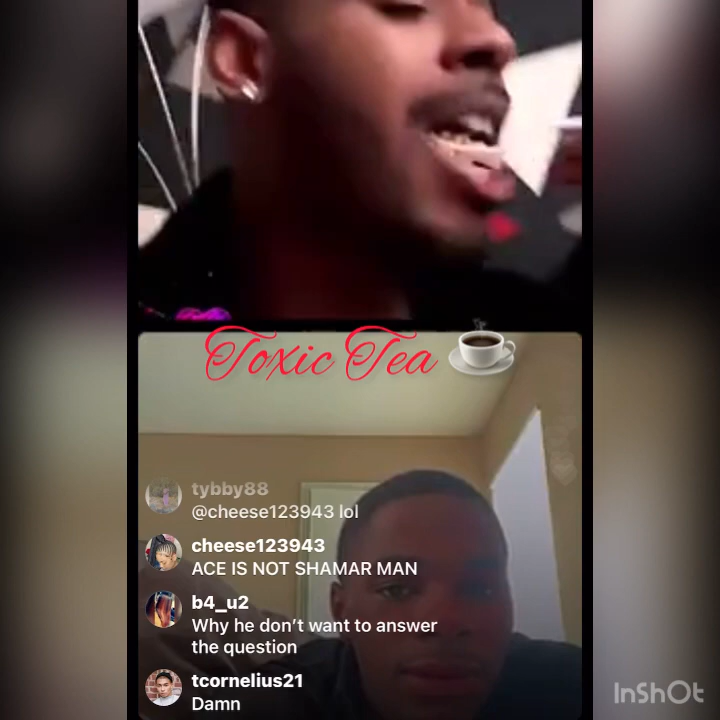 Toxic Tea
tybby88
@cheese123943 lol
cheese123943
ACE IS NOT SHAMAR MAN
b4_u2
Why he don’t want to answer
the question
tcornelius21
Damn
InShOt